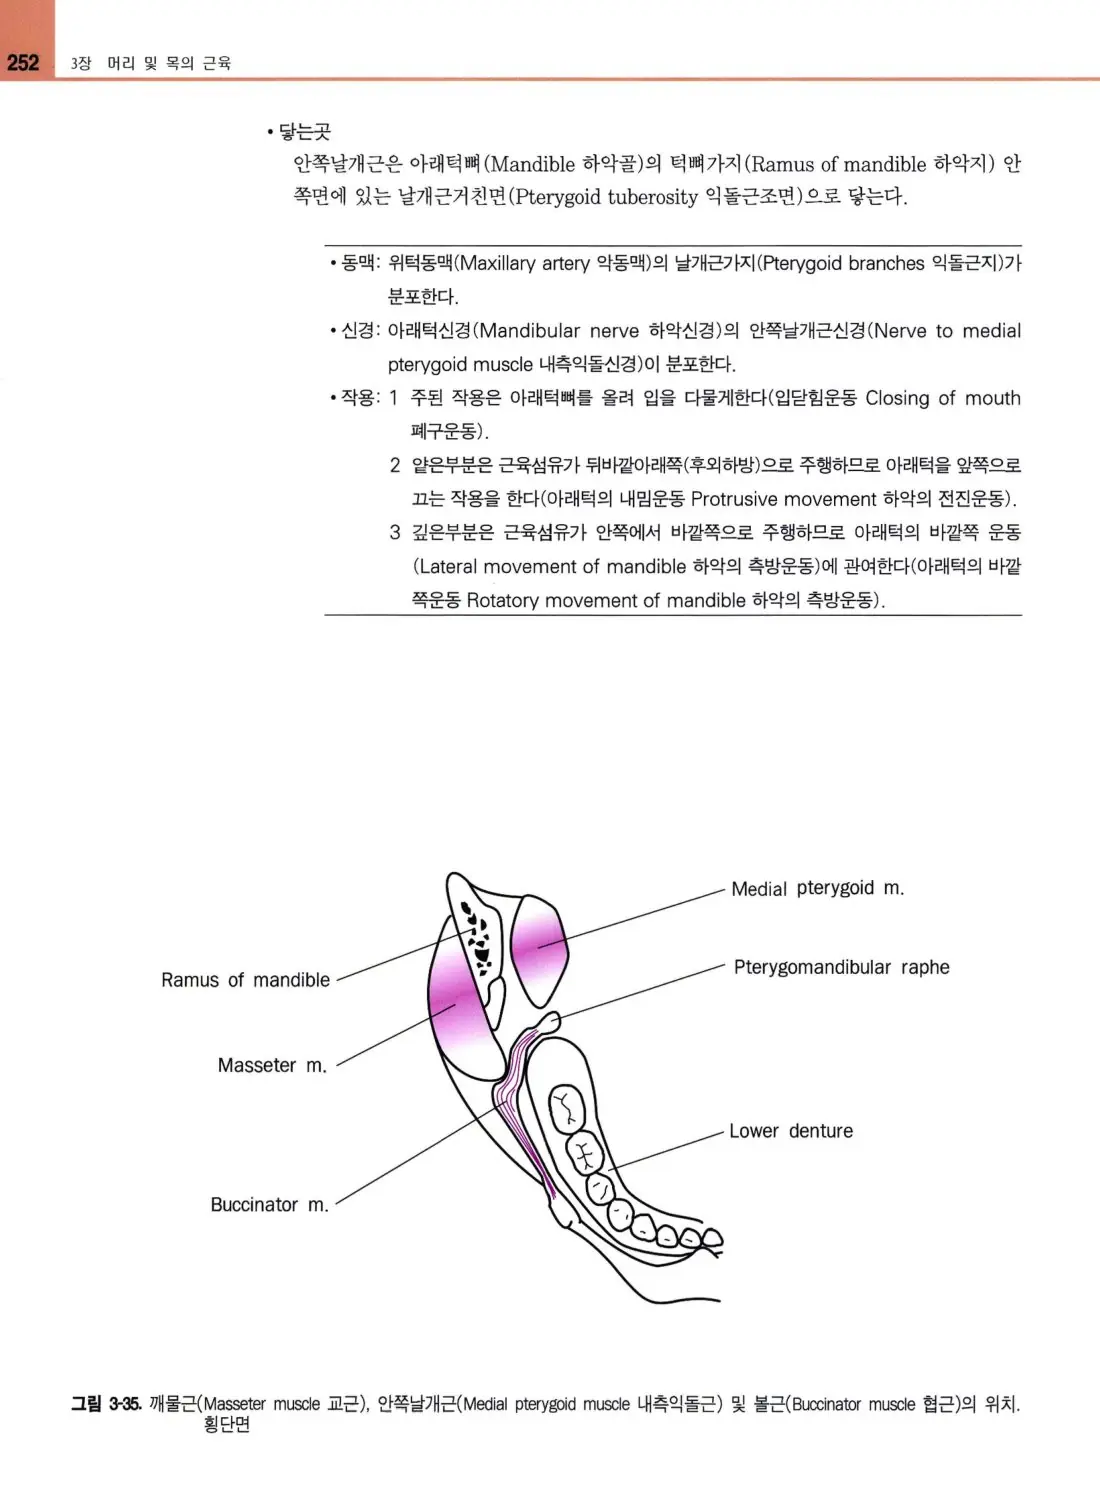 252 3장 머리 및 목의 근육
• 닿는곳
안쪽날개근은 아래턱뼈(Mandible 하악골)의 턱뼈가지(Ramus of mandible 하악지) 안
쪽면에 있는 날개근거친면(Pterygoid tuberosity 익돌근조면)으로 닿는다.
• 동맥: 위턱동맥(Maxillary artery 악동맥)의 날개근가지(Pterygoid branches 익돌근지)가
분포한다.
• 신경: 아래턱신경(Mandibular nerve 하악신경)의 안쪽날개근신경(Nerve to medial
pterygoid muscle 내측익돌신경)이 분포한다.
• 작용: 1 주된 작용은 아래턱뼈를 올려 입을 다물게한다(입닫힘운동 Closing of mouth
폐구운동).
2 얕은부분은 근육섬유가 뒤바깥아래쪽(후외하방)으로 주행하므로 아래턱을 앞쪽으로
끄는 작용을 한다(아래턱의 내밈운동 Protrusive movement 하악의 전진운동).
3 깊은부분은 근육섬유가 안쪽에서 바깥쪽으로 주행하므로 아래턱의 바깥쪽 운동
(Lateral movement of mandible 하악의 측방운동)에 관여한다(아래턱의 바깥
쪽운동 Rotatory movement of mandible 하악의 측방운동).
Medial pterygoid m.
Pterygomandibular raphe
Ramus of mandible
Masseter m.
Lower denture
Buccinator m.
그림 3-35. 깨물근(Masseter muscle 교근), 안쪽날개근(Medial pterygoid muscle 내측익돌근) 및 볼근(Buccinator muscle 협근)의 위치.
횡단면